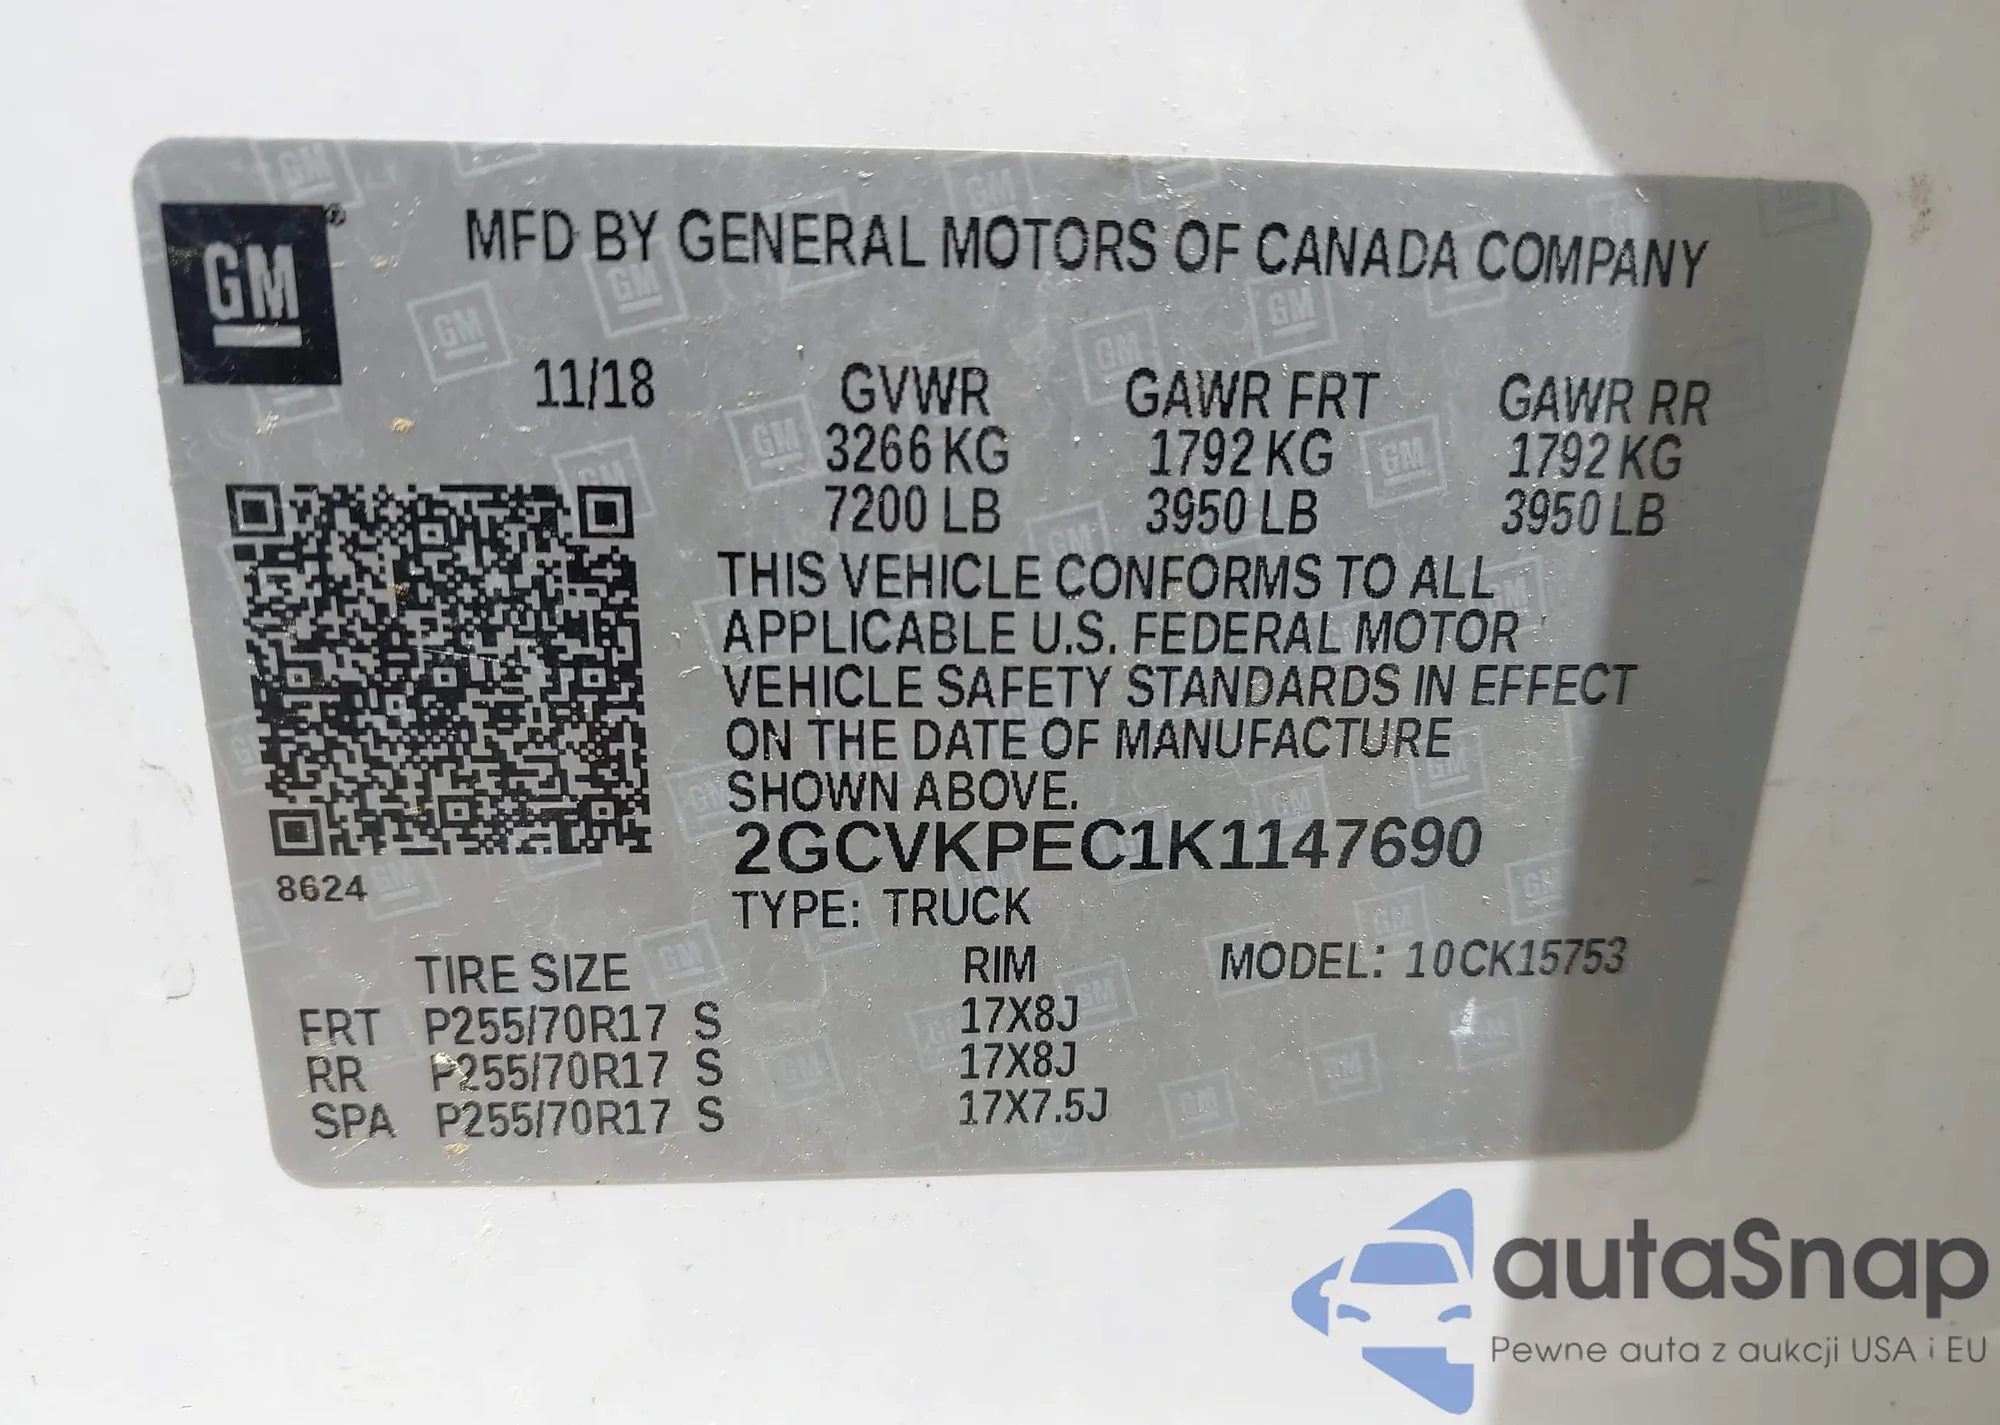 GM®
MFD BY GENERAL MOTORS OF CANADA COMPANY
11/18 GVWR GAWR FRT GAWR RR
3266 KG 1792 KG 1792 KG
7200 LB 3950 LB 3950 LB
THIS VEHICLE CONFORMS TO ALL
APPLICABLE U.S. FEDERAL MOTOR
VEHICLE SAFETY STANDARDS IN EFFECT
ON THE DATE OF MANUFACTURE
SHOWN ABOVE.
2GCVKPEC1K1147690
8624
TYPE: TRUCK
TIRE SIZE RIM MODEL: 10CK15753
FRT P255/70R17 S 17X8J
RR P255/70R17 S 17X8J
SPA P255/70R17 S 17X7.5J
autaSnap
Pewne auta z aukcji USA i EU